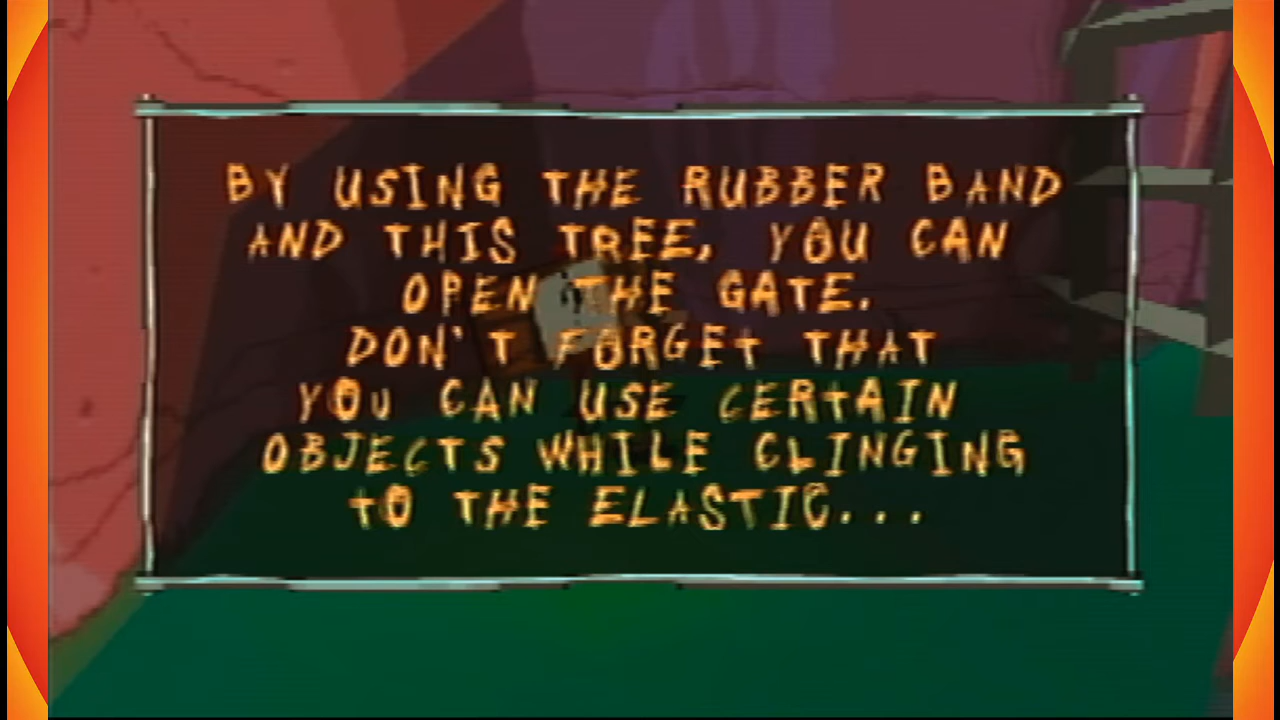 BY USING THE RUBBER BAND
AND THIS TREE, YOU CAN
OPEN THE GATE.
DON'T FORGET THAT
YOU CAN USE CERTAIN
OBJECTS WHILE CLINGING
TO THE ELASTIC...